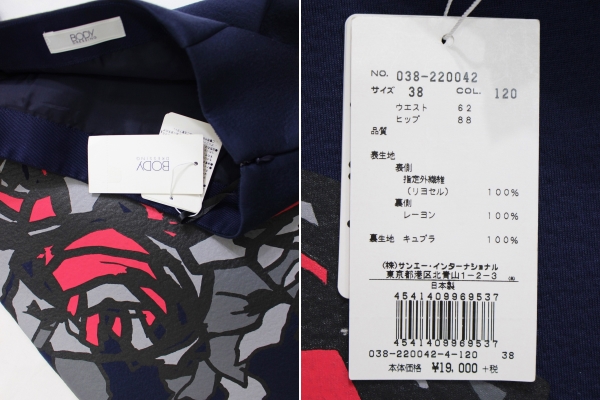 BODY
DRESSING
BODY
DRESSING
NO. 038-220042
サイズ 38 COL. 120
ウエスト 62
ヒップ 88
品質
表生地
表側
指定外繊維
(リヨセル) 100%
裏側
レーヨン 100%
裏生地 キュプラ 100%
(株)サンエー・インターナショナル
東京都港区北青山1-2-3
日本製
4541409969537
4541409969537
038-220042-4-120 38
本体価格 ¥19,000 +税